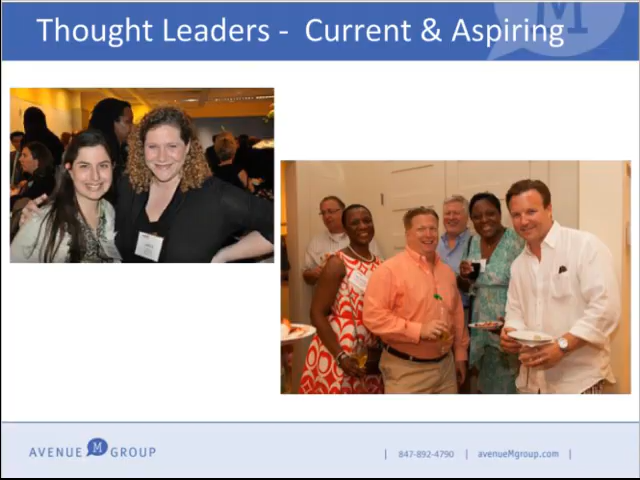 Thought Leaders - Current & Aspiring
M
AVENUE M GROUP
| 847-892-4790 | avenueMgroup.com |